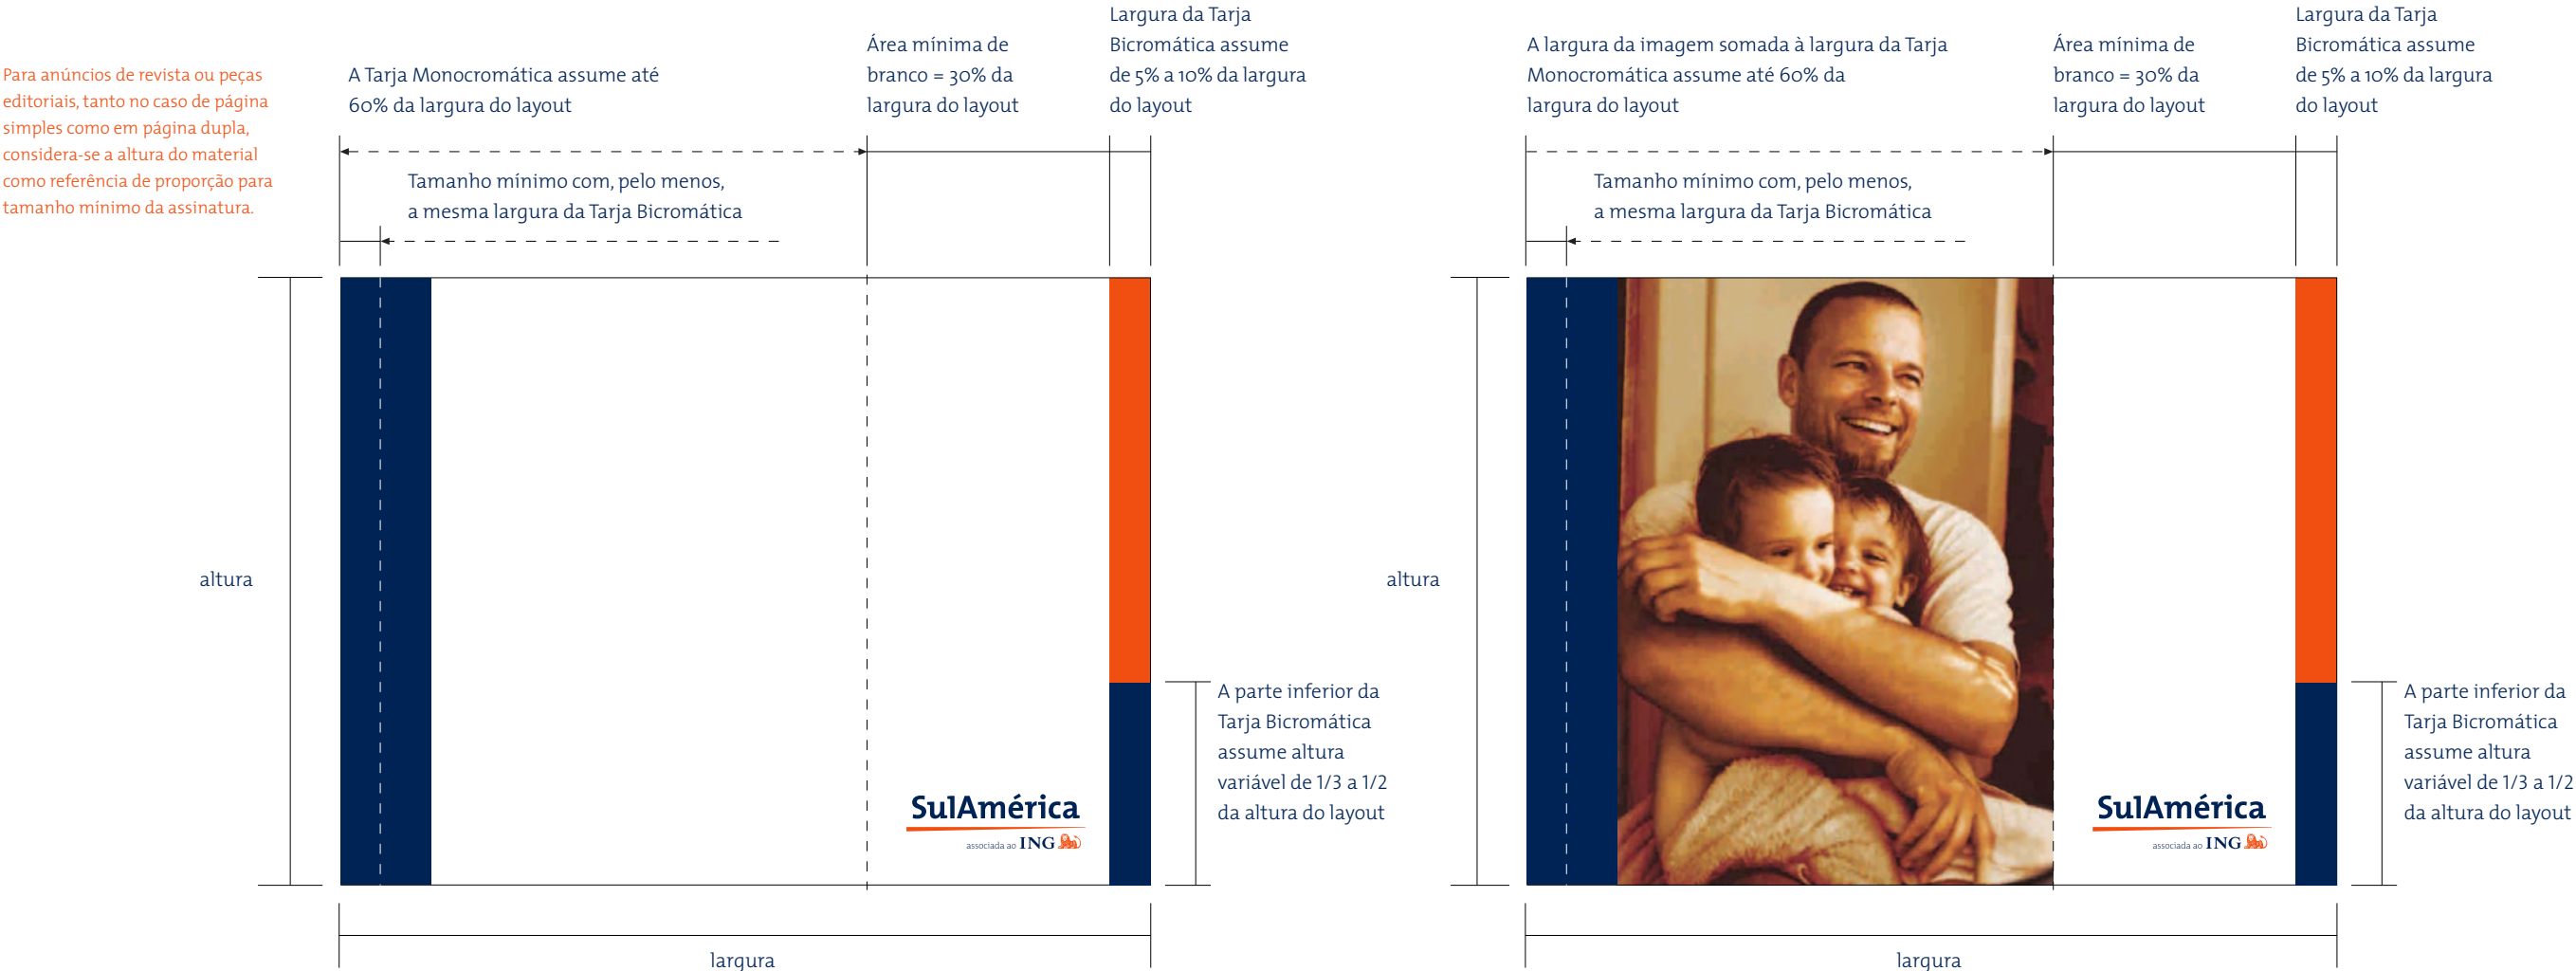 Para anúncios de revista ou peças
editoriais, tanto no caso de página
simples como em página dupla,
considera-se a altura do material
como referência de proporção para
tamanho mínimo da assinatura.
A Tarja Monocromática assume até
60% da largura do layout
Área mínima de
branco = 30% da
largura do layout
Largura da Tarja
Bicromática assume
de 5% a 10% da largura
do layout
Tamanho mínimo com, pelo menos,
a mesma largura da Tarja Bicromática
altura
A parte inferior da
Tarja Bicromática
assume altura
variável de 1/3 a 1/2
da altura do layout
SulAmérica
associada ao ING
largura
A largura da imagem somada à largura da Tarja
Monocromática assume até 60% da
largura do layout
Área mínima de
branco = 30% da
largura do layout
Largura da Tarja
Bicromática assume
de 5% a 10% da largura
do layout
Tamanho mínimo com, pelo menos,
a mesma largura da Tarja Bicromática
altura
A parte inferior da
Tarja Bicromática
assume altura
variável de 1/3 a 1/2
da altura do layout
SulAmérica
associada ao ING
largura